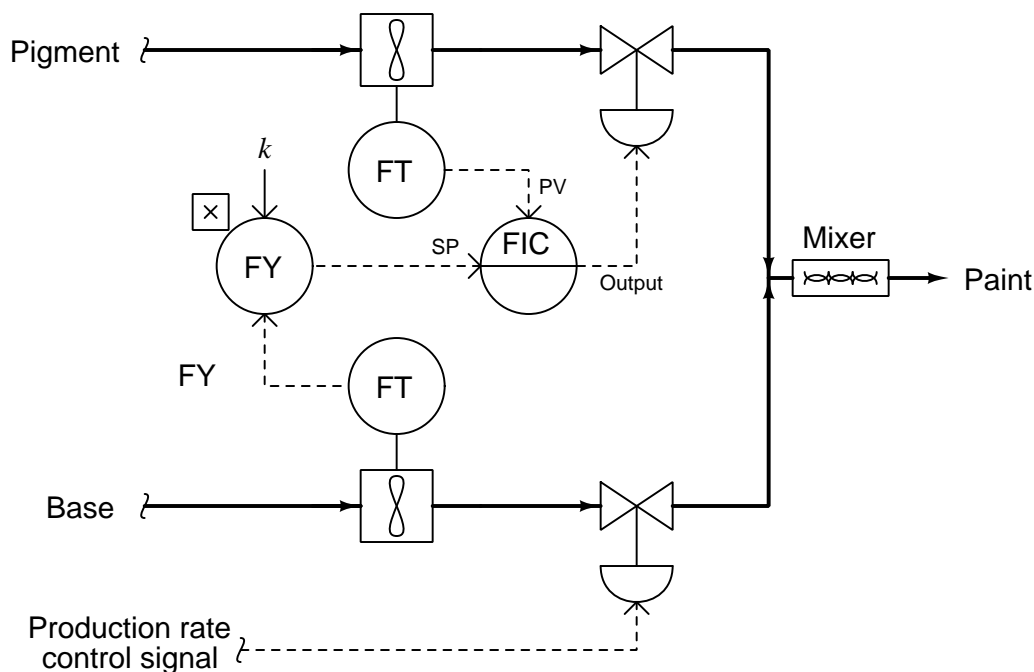 Pigment
FT
k
×
PV
SP
FIC
FY
Output
Mixer
Paint
FY
FT
Base
Production rate
control signal